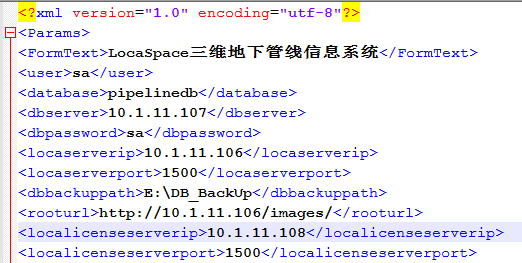 <?xml version="1.0" encoding="utf-8"?>
<Params>
<FormText>LocaSpace三维地下管线信息系统</FormText>
<user>sa</user>
<database>pipelinedb</database>
<dbserver>10.1.11.107</dbserver>
<dbpassword>sa</dbpassword>
<locaserverip>10.1.11.106</locaserverip>
<locaserverport>1500</locaserverport>
<dbbackuppath>E:\DB_BackUp</dbbackuppath>
<rooturl>http://10.1.11.106/images/</rooturl>
<localicenseserverip>10.1.11.108</localicenseserverip>
<localicenseserverport>1500</localicenseserverport>